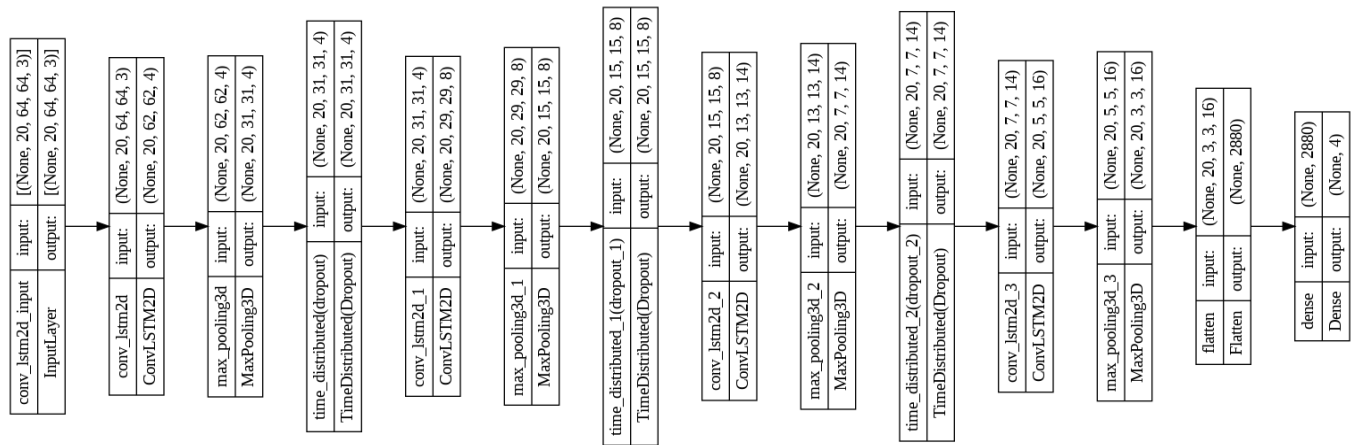 conv_lstm2d_input input: [(None, 20, 64, 64, 3)]
InputLayer output: [(None, 20, 64, 64, 3)]
conv_lstm2d input: (None, 20, 64, 64, 3)
ConvLSTM2D output: (None, 20, 62, 62, 4)
max_pooling3d input: (None, 20, 62, 62, 4)
MaxPooling3D output: (None, 20, 31, 31, 4)
time_distributed(dropout) input: (None, 20, 31, 31, 4)
TimeDistributed(Dropout) output: (None, 20, 31, 31, 4)
conv_lstm2d_1 input: (None, 20, 31, 31, 4)
ConvLSTM2D output: (None, 20, 29, 29, 8)
max_pooling3d_1 input: (None, 20, 29, 29, 8)
MaxPooling3D output: (None, 20, 15, 15, 8)
time_distributed_1(dropout_1) input: (None, 20, 15, 15, 8)
TimeDistributed(Dropout) output: (None, 20, 15, 15, 8)
conv_lstm2d_2 input: (None, 20, 15, 15, 8)
ConvLSTM2D output: (None, 20, 13, 13, 14)
max_pooling3d_2 input: (None, 20, 13, 13, 14)
MaxPooling3D output: (None, 20, 7, 7, 14)
time_distributed_2(dropout_2) input: (None, 20, 7, 7, 14)
TimeDistributed(Dropout) output: (None, 20, 7, 7, 14)
conv_lstm2d_3 input: (None, 20, 7, 7, 14)
ConvLSTM2D output: (None, 20, 5, 5, 16)
max_pooling3d_3 input: (None, 20, 5, 5, 16)
MaxPooling3D output: (None, 20, 3, 3, 16)
flatten input: (None, 20, 3, 3, 16)
Flatten output: (None, 2880)
dense input: (None, 2880)
Dense output: (None, 4)